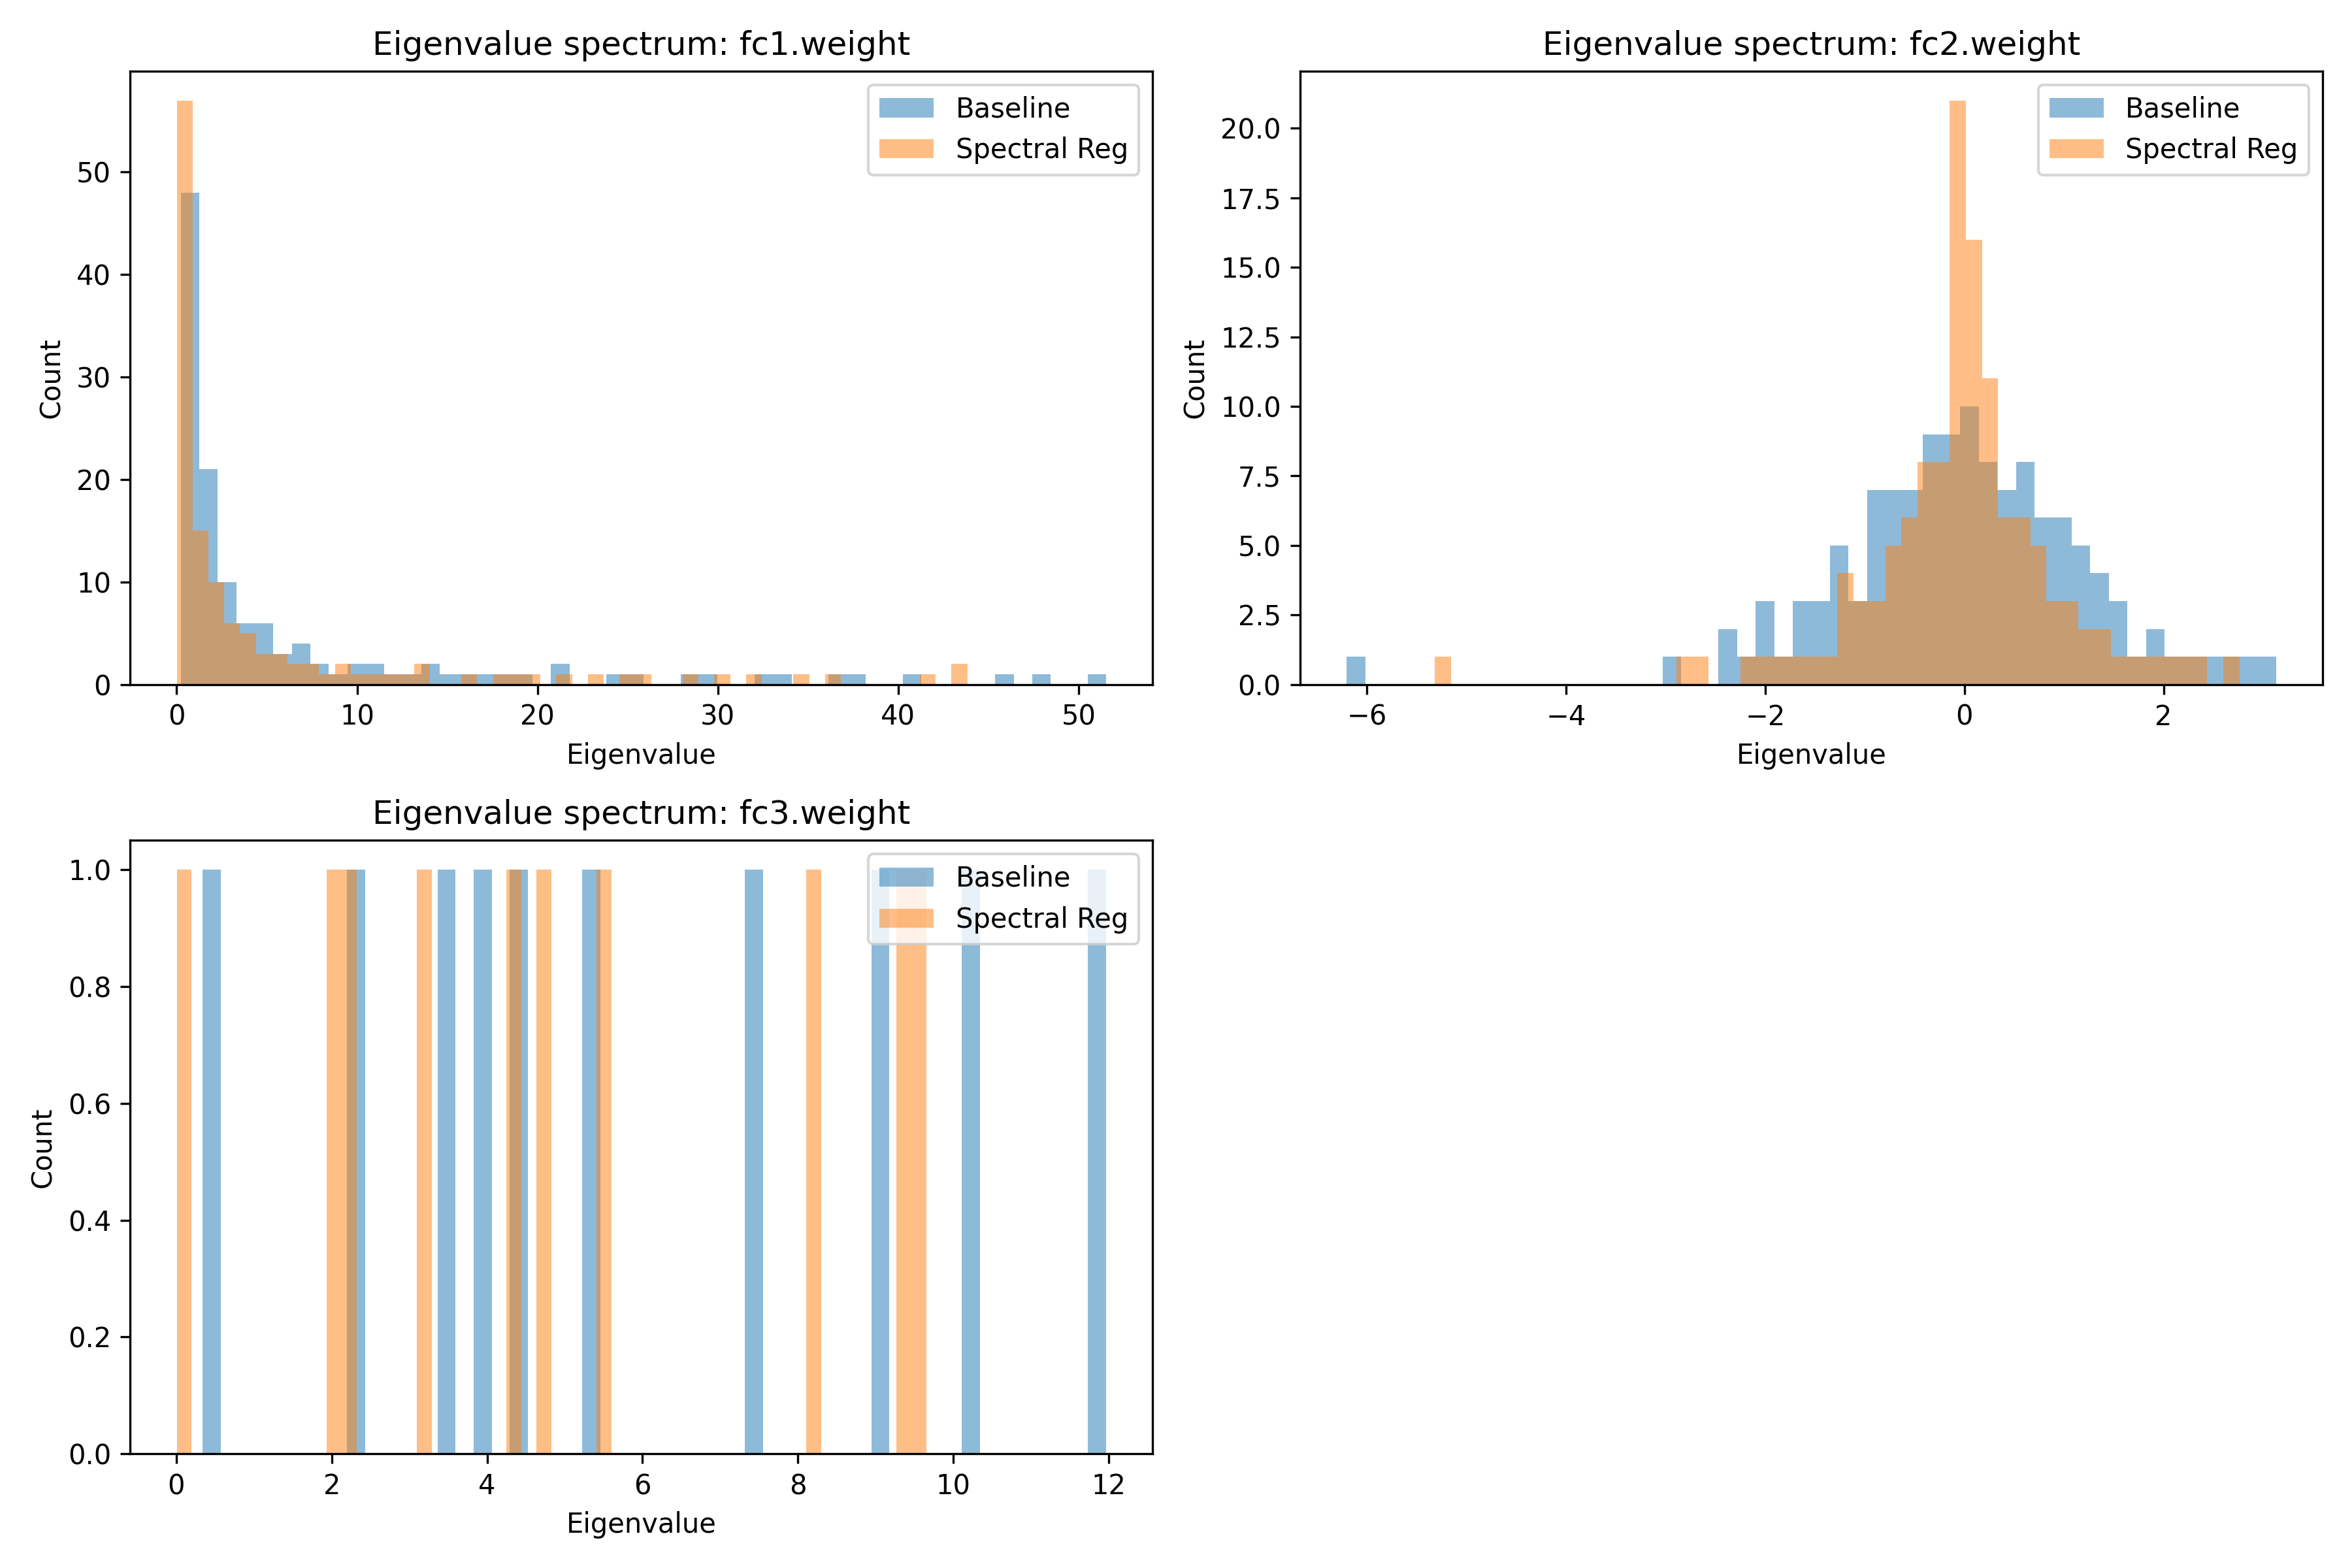 Eigenvalue spectrum: fc1.weight
Baseline
Spectral Reg
50
40
30
20
10
0
Count
0 10 20 30 40 50
Eigenvalue
Eigenvalue spectrum: fc2.weight
Baseline
Spectral Reg
20.0
17.5
15.0
12.5
10.0
7.5
5.0
2.5
0.0
Count
−6 −4 −2 0 2
Eigenvalue
Eigenvalue spectrum: fc3.weight
Baseline
Spectral Reg
1.0
0.8
0.6
0.4
0.2
0.0
Count
0 2 4 6 8 10 12
Eigenvalue